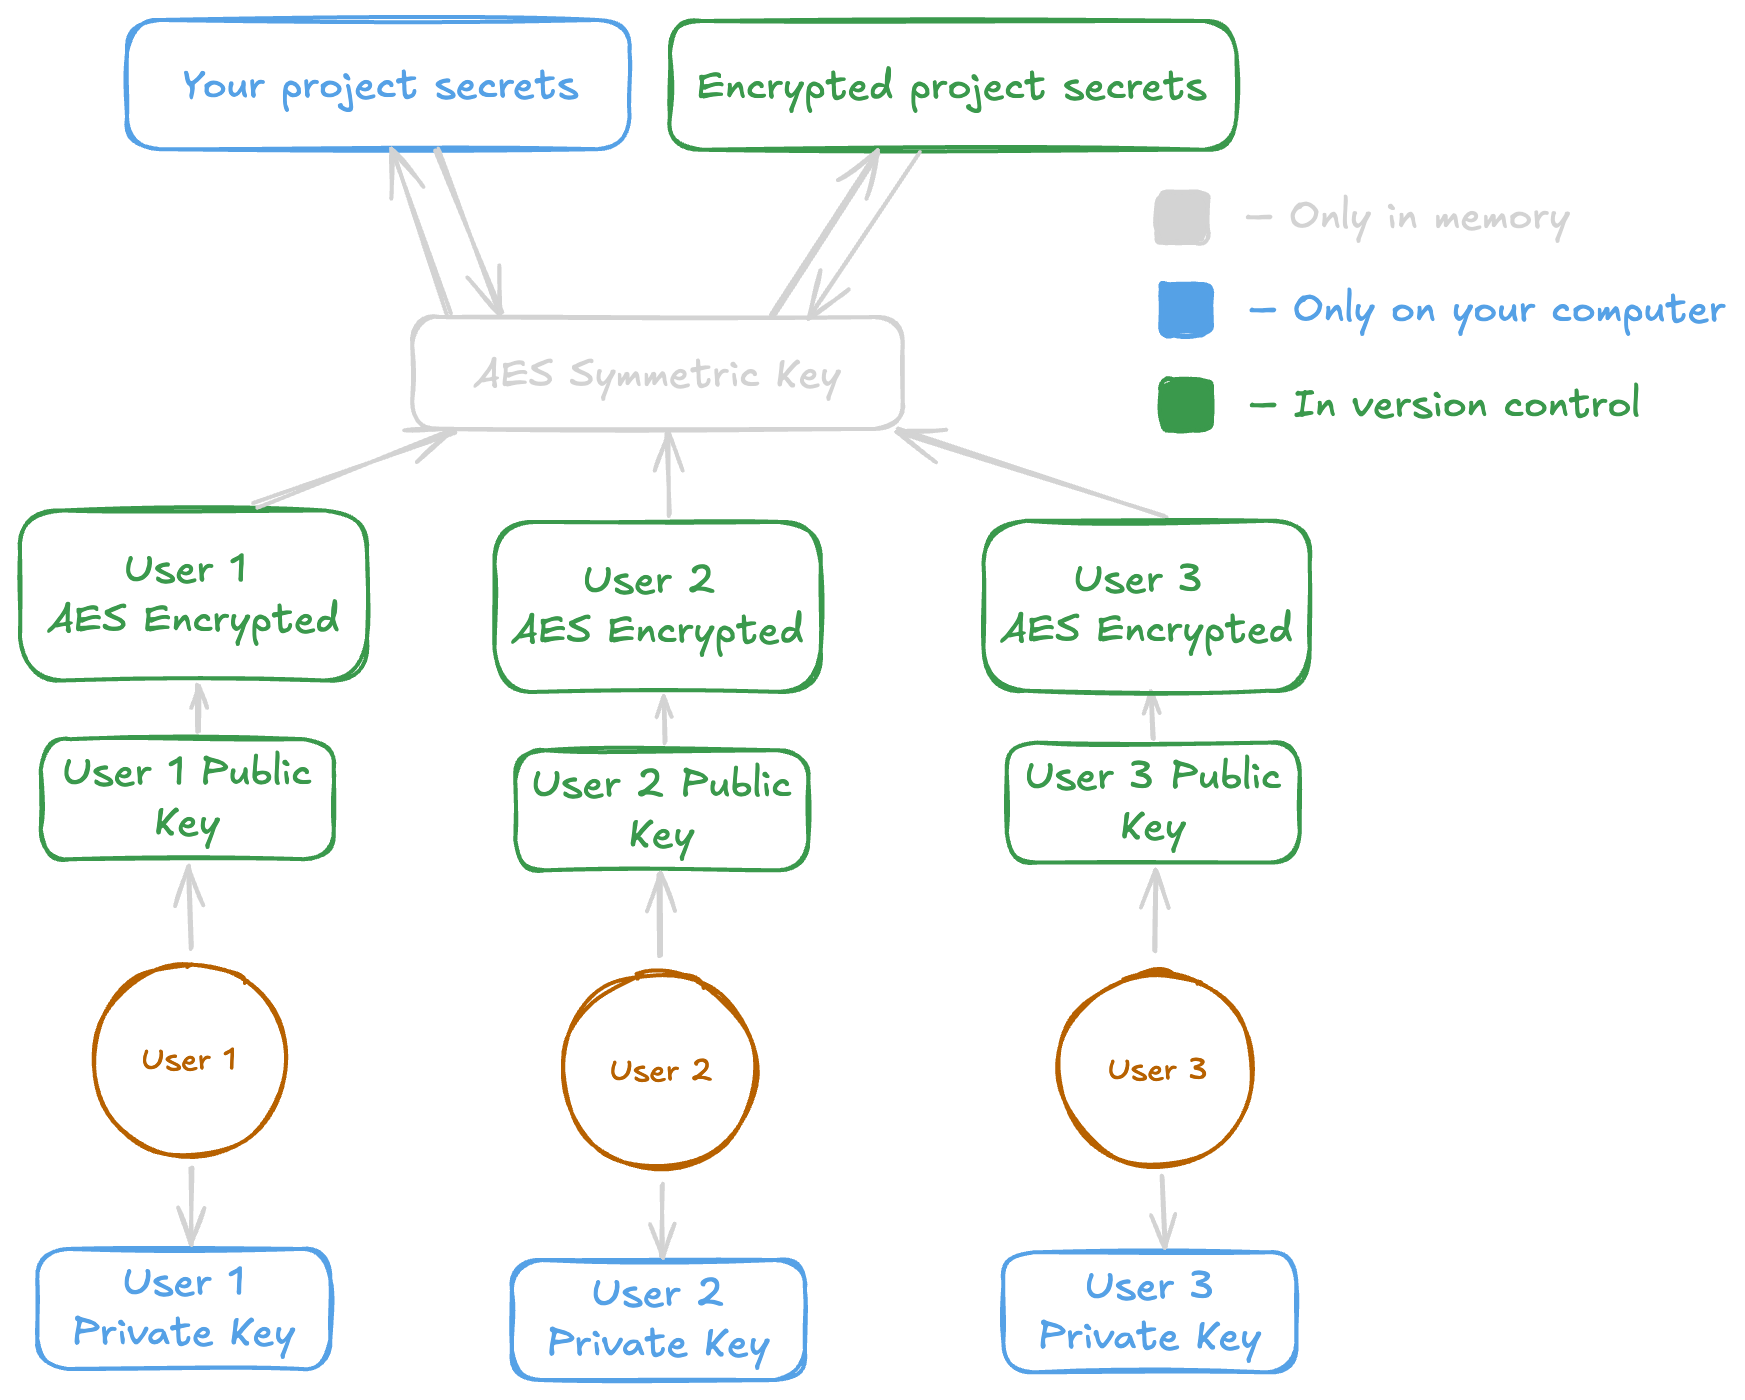 Your project secrets
Encrypted project secrets
– Only in memory
– Only on your computer
– In version control
AES Symmetric Key
User 1
AES Encrypted
User 2
AES Encrypted
User 3
AES Encrypted
User 1 Public
Key
User 2 Public
Key
User 3 Public
Key
User 1
User 2
User 3
User 1
Private Key
User 2
Private Key
User 3
Private Key